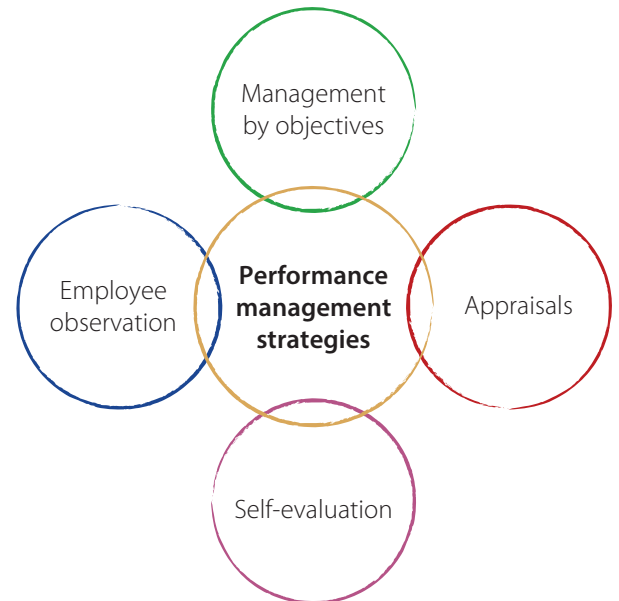 Management
by objectives
Employee
observation
Performance
management
strategies
Appraisals
Self-evaluation